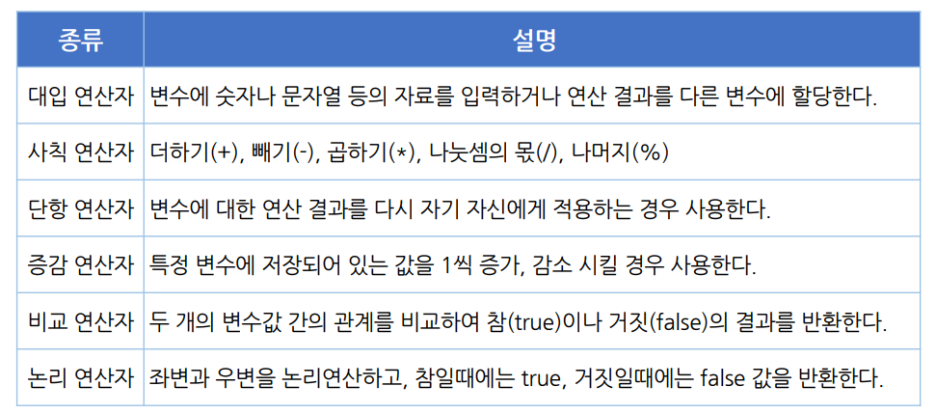 종류 설명
대입 연산자 변수에 숫자나 문자열 등의 자료를 입력하거나 연산 결과를 다른 변수에 할당한다.
사칙 연산자 더하기(+), 빼기(-), 곱하기(*), 나눗셈의 몫(/), 나머지(%)
단항 연산자 변수에 대한 연산 결과를 다시 자기 자신에게 적용하는 경우 사용한다.
증감 연산자 특정 변수에 저장되어 있는 값을 1씩 증가, 감소 시킬 경우 사용한다.
비교 연산자 두 개의 변수값 간의 관계를 비교하여 참(true)이나 거짓(false)의 결과를 반환한다.
논리 연산자 좌변과 우변을 논리연산하고, 참일때에는 true, 거짓일때에는 false 값을 반환한다.